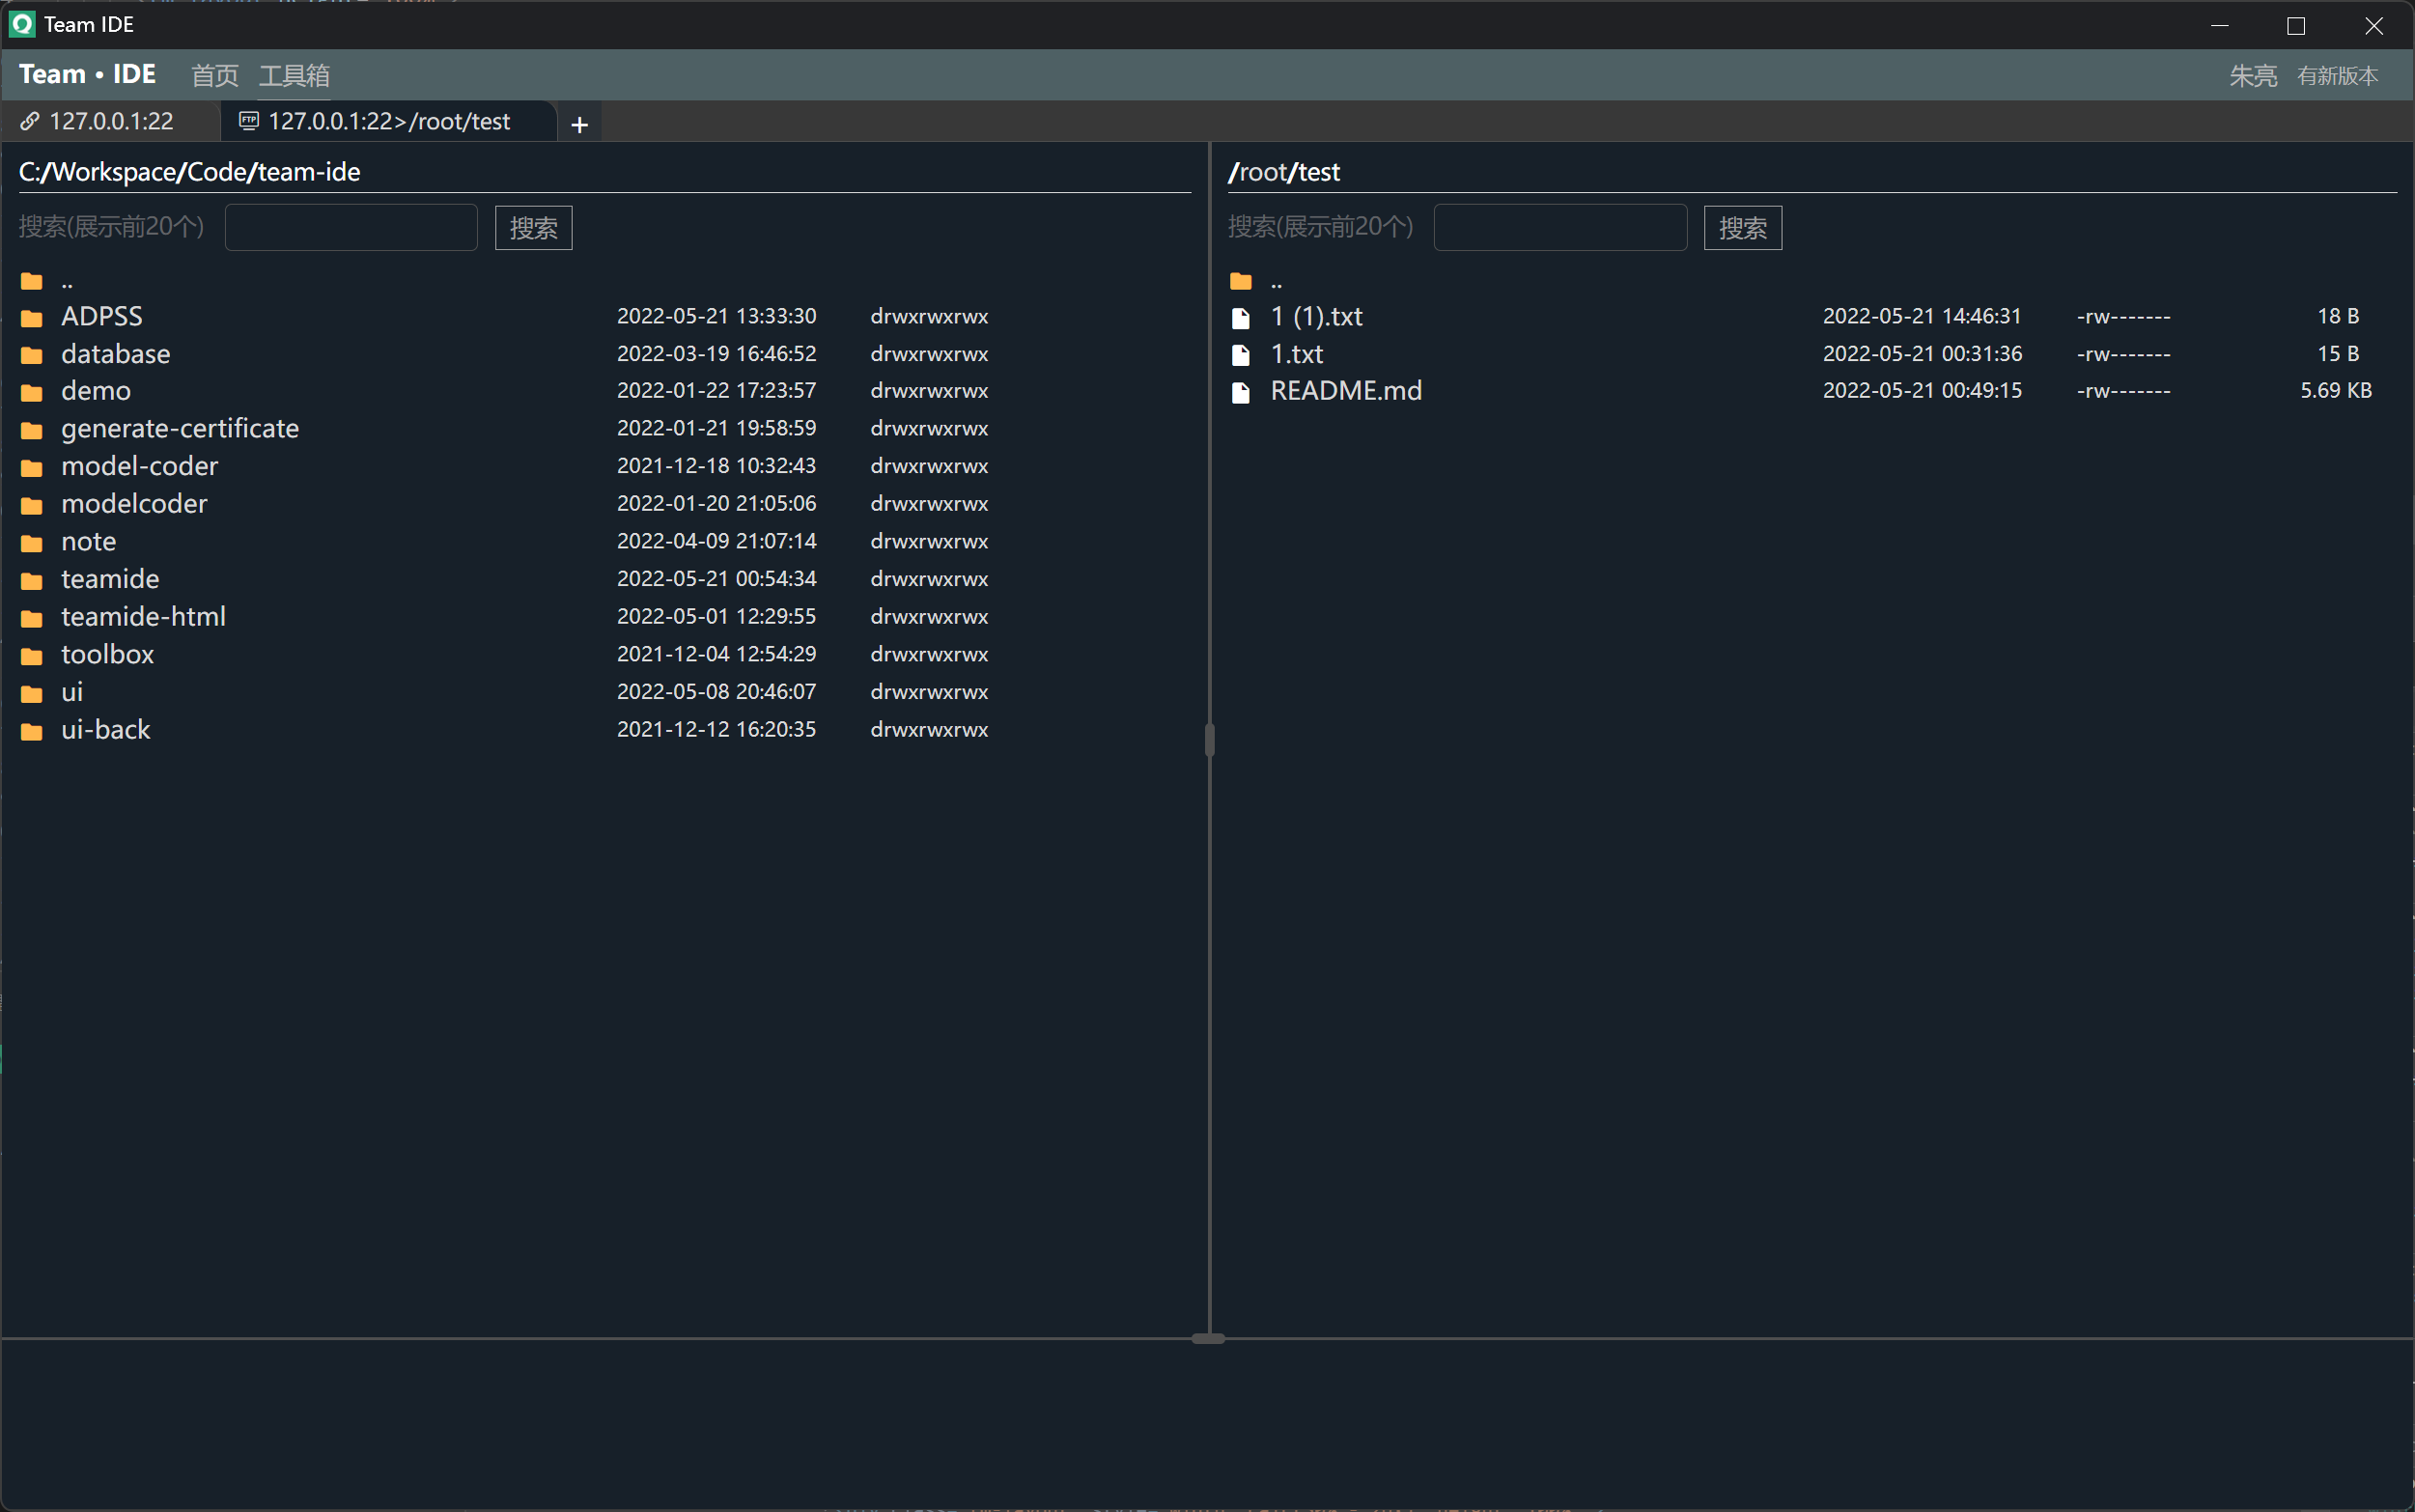 Team IDE
Team • IDE 首页 工具箱 朱亮 有新版本
127.0.0.1:22 FTP 127.0.0.1:22>/root/test +
C:/Workspace/Code/team-ide
搜索(展示前20个) 搜索
..
ADPSS 2022-05-21 13:33:30 drwxrwxrwx
database 2022-03-19 16:46:52 drwxrwxrwx
demo 2022-01-22 17:23:57 drwxrwxrwx
generate-certificate 2022-01-21 19:58:59 drwxrwxrwx
model-coder 2021-12-18 10:32:43 drwxrwxrwx
modelcoder 2022-01-20 21:05:06 drwxrwxrwx
note 2022-04-09 21:07:14 drwxrwxrwx
teamide 2022-05-21 00:54:34 drwxrwxrwx
teamide-html 2022-05-01 12:29:55 drwxrwxrwx
toolbox 2021-12-04 12:54:29 drwxrwxrwx
ui 2022-05-08 20:46:07 drwxrwxrwx
ui-back 2021-12-12 16:20:35 drwxrwxrwx
/root/test
搜索(展示前20个) 搜索
..
1 (1).txt 2022-05-21 14:46:31 -rw------- 18 B
1.txt 2022-05-21 00:31:36 -rw------- 15 B
README.md 2022-05-21 00:49:15 -rw------- 5.69 KB